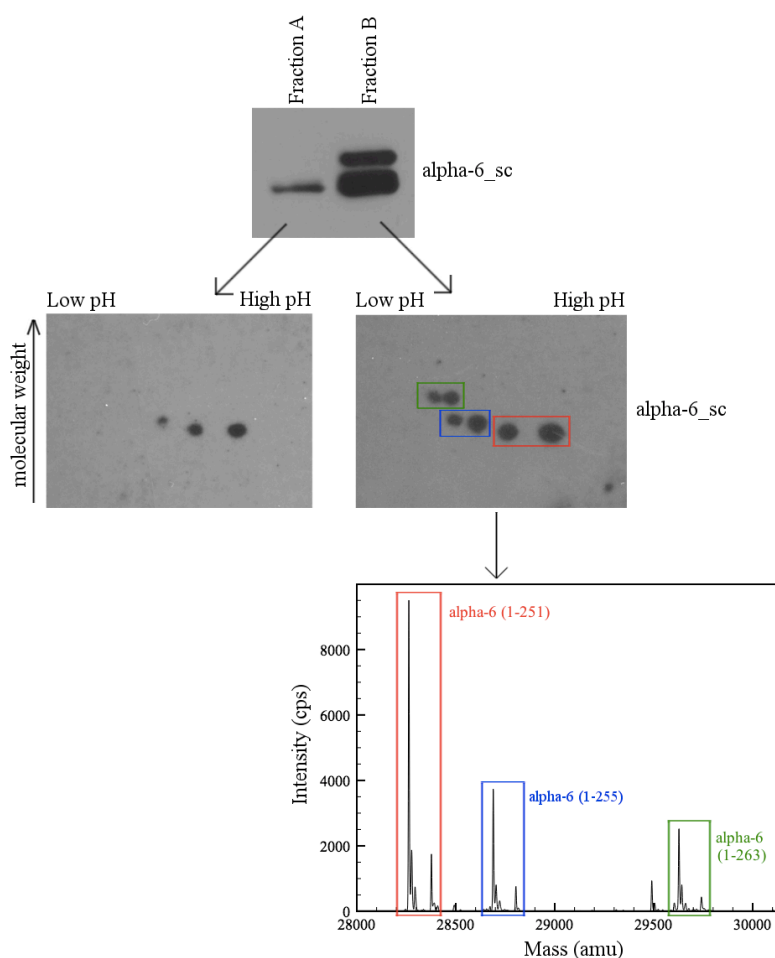 Fraction A
Fraction B
alpha-6_sc
Low pH
High pH
Low pH
High pH
molecular weight
alpha-6_sc
alpha-6 (1-251)
8000
Intensity (cps)
6000
alpha-6 (1-255)
4000
alpha-6
(1-263)
2000
0
28000
28500
29000
29500
30000
Mass (amu)